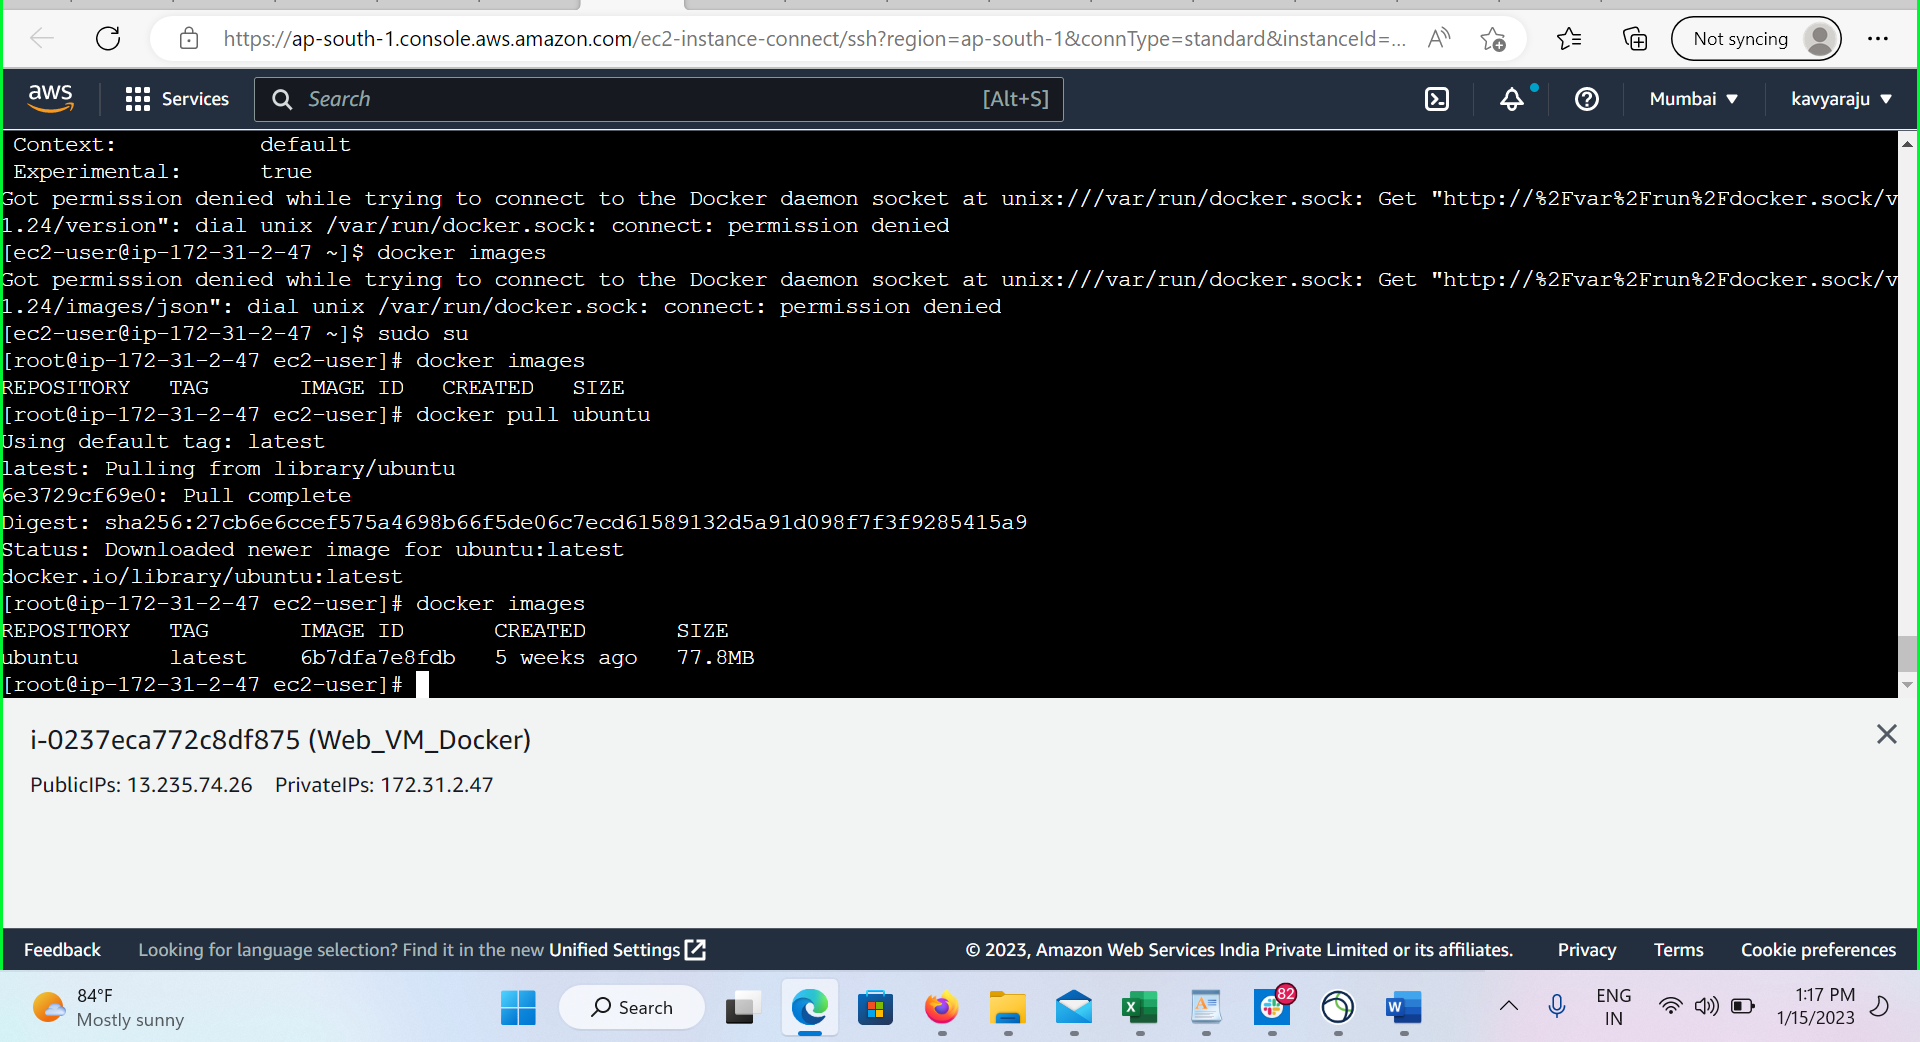 https://ap-south-1.console.aws.amazon.com/ec2-instance-connect/ssh?region=ap-south-1&connType=standard&instanceId=...
Not syncing
aws
Services
Search
[Alt+S]
Mumbai
kavyaraju
Context: default
Experimental: true
Got permission denied while trying to connect to the Docker daemon socket at unix:///var/run/docker.sock: Get "http://%2Fvar%2Frun%2Fdocker.sock/v
1.24/version": dial unix /var/run/docker.sock: connect: permission denied
[ec2-user@ip-172-31-2-47 ~]$ docker images
Got permission denied while trying to connect to the Docker daemon socket at unix:///var/run/docker.sock: Get "http://%2Fvar%2Frun%2Fdocker.sock/v
1.24/images/json": dial unix /var/run/docker.sock: connect: permission denied
[ec2-user@ip-172-31-2-47 ~]$ sudo su
[root@ip-172-31-2-47 ec2-user]# docker images
REPOSITORY TAG IMAGE ID CREATED SIZE
[root@ip-172-31-2-47 ec2-user]# docker pull ubuntu
Using default tag: latest
latest: Pulling from library/ubuntu
6e3729cf69e0: Pull complete
Digest: sha256:27cb6e6ccef575a4698b66f5de06c7ecd61589132d5a91d098f7f3f9285415a9
Status: Downloaded newer image for ubuntu:latest
docker.io/library/ubuntu:latest
[root@ip-172-31-2-47 ec2-user]# docker images
REPOSITORY TAG IMAGE ID CREATED SIZE
ubuntu latest 6b7dfa7e8fdb 5 weeks ago 77.8MB
[root@ip-172-31-2-47 ec2-user]#
i-0237eca772c8df875 (Web_VM_Docker)
PublicIPs: 13.235.74.26 PrivateIPs: 172.31.2.47
Feedback
Looking for language selection? Find it in the new Unified Settings
© 2023, Amazon Web Services India Private Limited or its affiliates.
Privacy
Terms
Cookie preferences
84°F
Mostly sunny
Search
82
ENG
IN
1:17 PM
1/15/2023